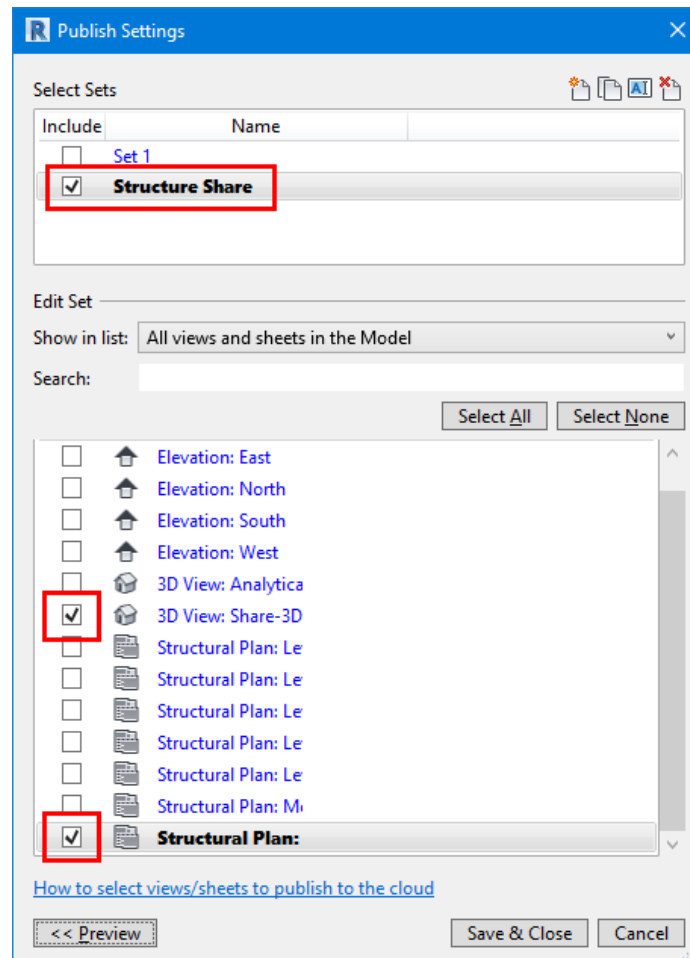 R Publish Settings
Select Sets
AI
Include Name
Set 1
Structure Share
Edit Set
Show in list: All views and sheets in the Model
Search:
Select All Select None
Elevation: East
Elevation: North
Elevation: South
Elevation: West
3D View: Analytica
3D View: Share-3D
Structural Plan: Le
Structural Plan: Le
Structural Plan: Le
Structural Plan: Le
Structural Plan: Le
Structural Plan: M
Structural Plan:
How to select views/sheets to publish to the cloud
<< Preview Save & Close Cancel